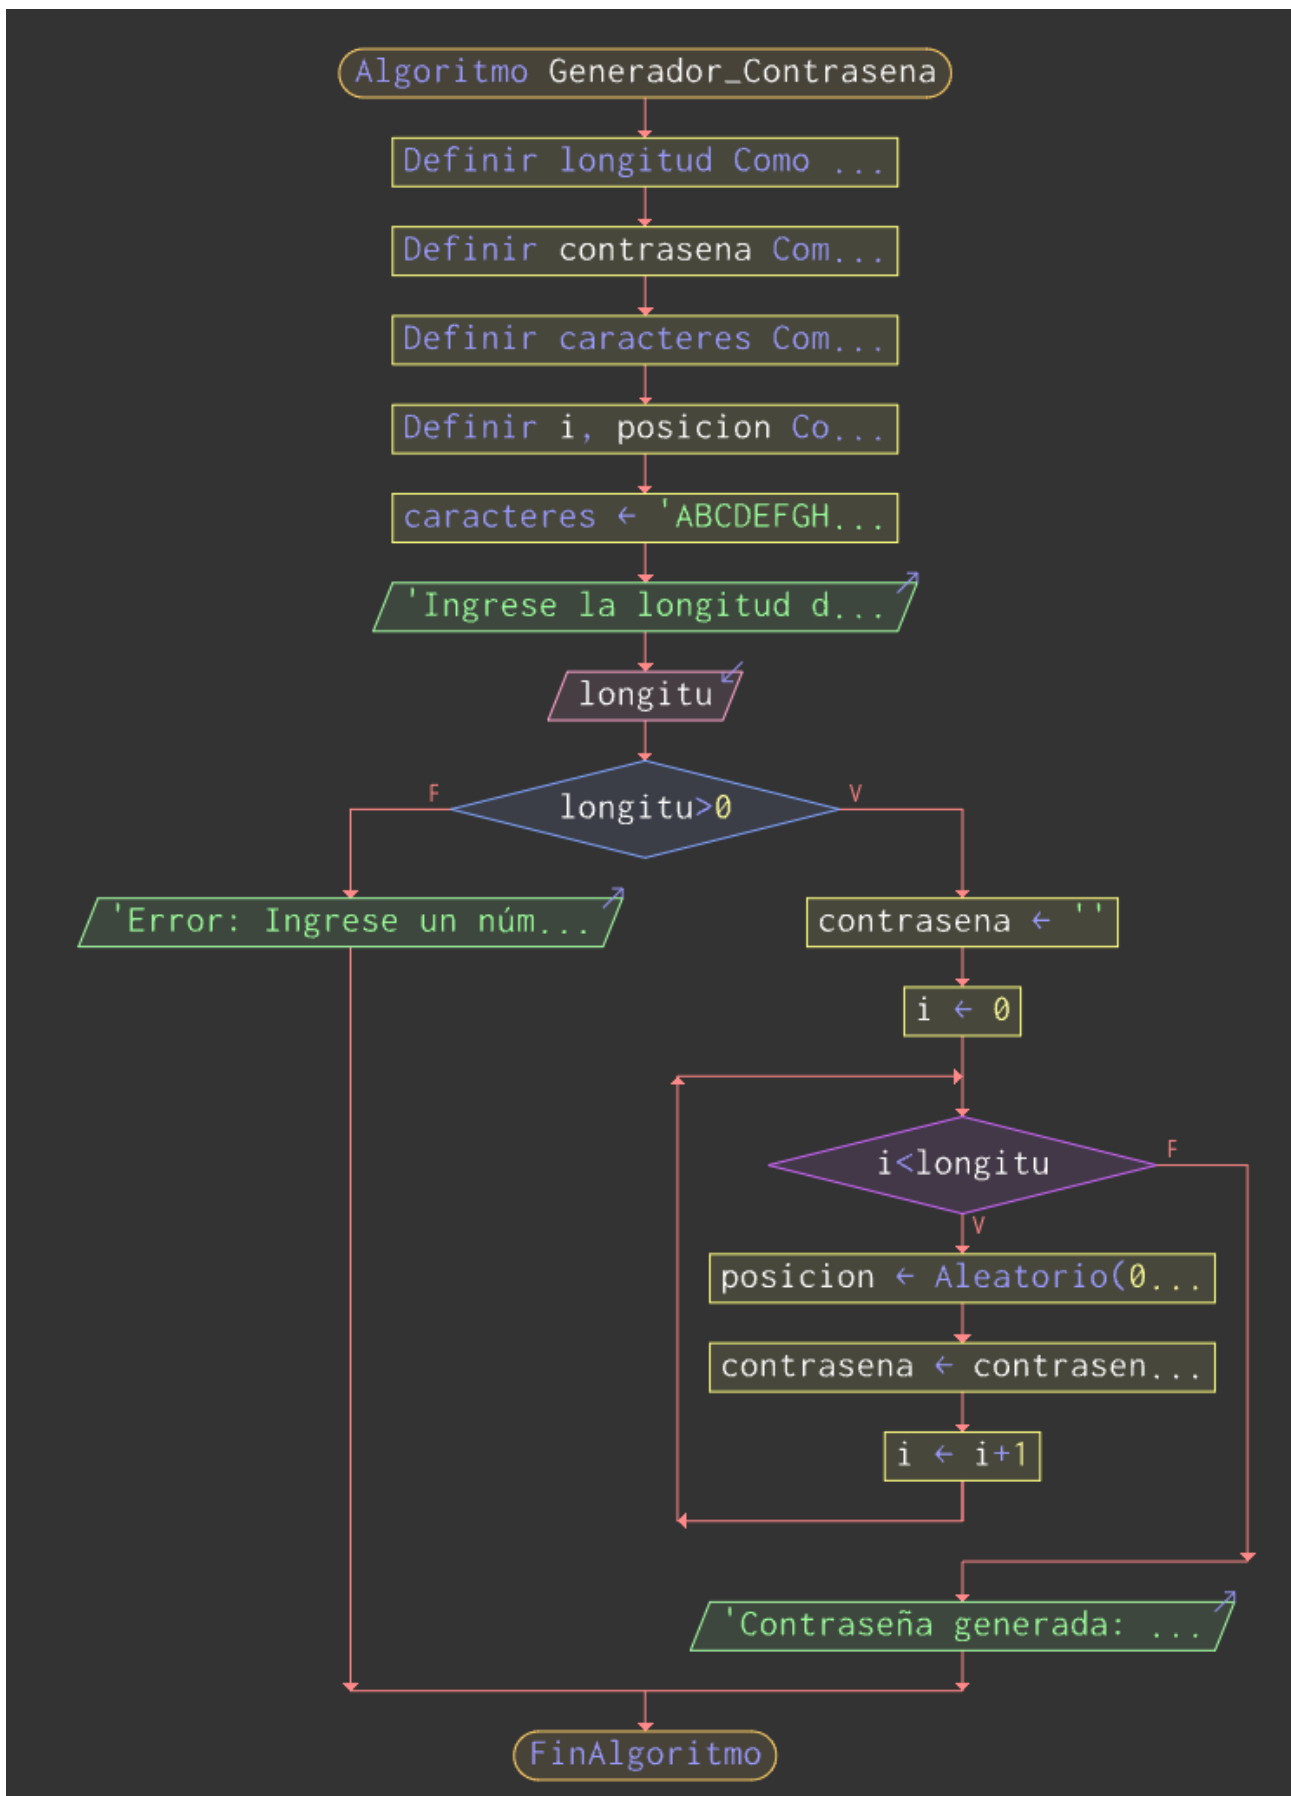 Algoritmo Generador_Contrasena
Definir longitud Como ...
Definir contrasena Com...
Definir caracteres Com...
Definir i, posicion Co...
caracteres ← 'ABCDEFGH...
'Ingrese la longitud d...
longitu
longitu>0
F
V
'Error: Ingrese un núm...
contrasena ← ''
i ← 0
i<longitu
F
V
posicion ← Aleatorio(0...
contrasena ← contrasen...
i ← i+1
'Contraseña generada: ...
FinAlgoritmo